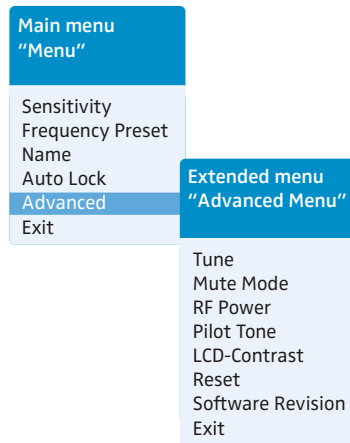 Main menu
“Menu”
Sensitivity
Frequency Preset
Name
Auto Lock
Advanced
Exit
Extended menu
“Advanced Menu”
Tune
Mute Mode
RF Power
Pilot Tone
LCD-Contrast
Reset
Software Revision
Exit